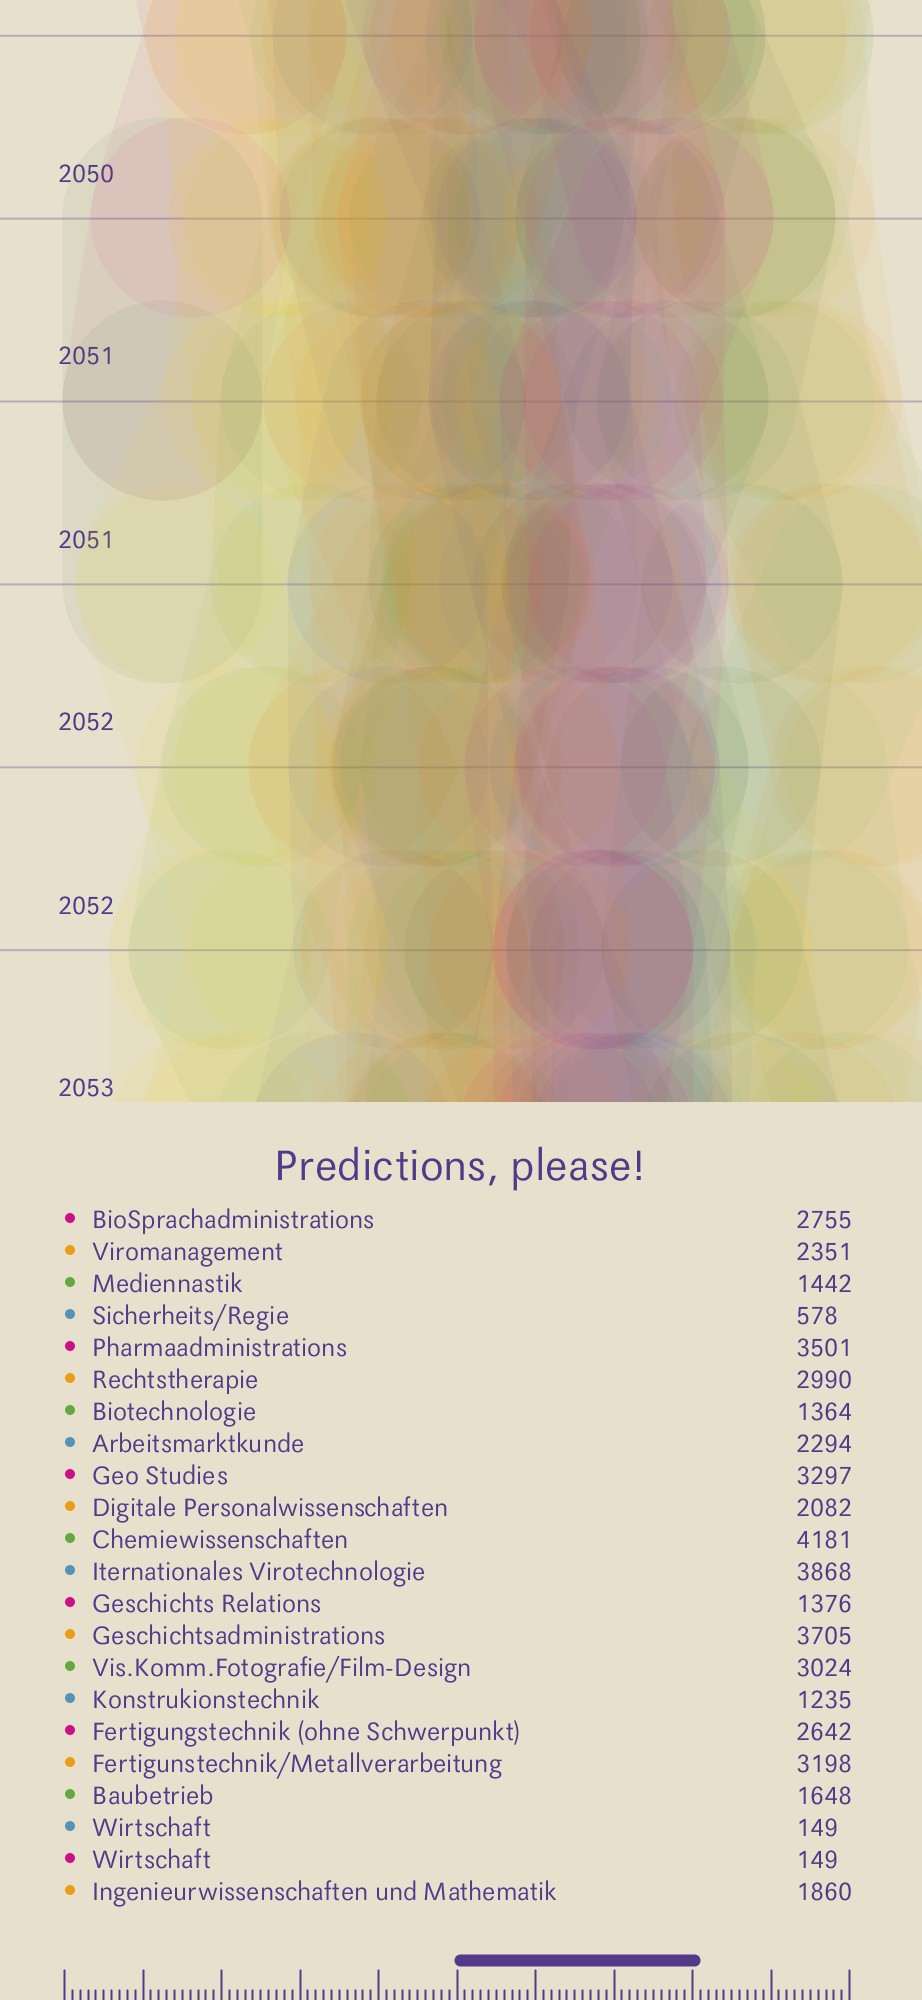 2050
2051
2051
2052
2052
2053
Predictions, please!
BioSprachadministrations 2755
Viromanagement 2351
Mediennastik 1442
Sicherheits/Regie 578
Pharmaadministrations 3501
Rechtstherapie 2990
Biotechnologie 1364
Arbeitsmarktkunde 2294
Geo Studies 3297
Digitale Personalwissenschaften 2082
Chemiewissenschaften 4181
Iternationales Virotechnologie 3868
Geschichts Relations 1376
Geschichtsadministrations 3705
Vis.Komm.Fotografie/Film-Design 3024
Konstrukionstechnik 1235
Fertigungstechnik (ohne Schwerpunkt) 2642
Fertigunstechnik/Metallverarbeitung 3198
Baubetrieb 1648
Wirtschaft 149
Wirtschaft 149
Ingenieurwissenschaften und Mathematik 1860